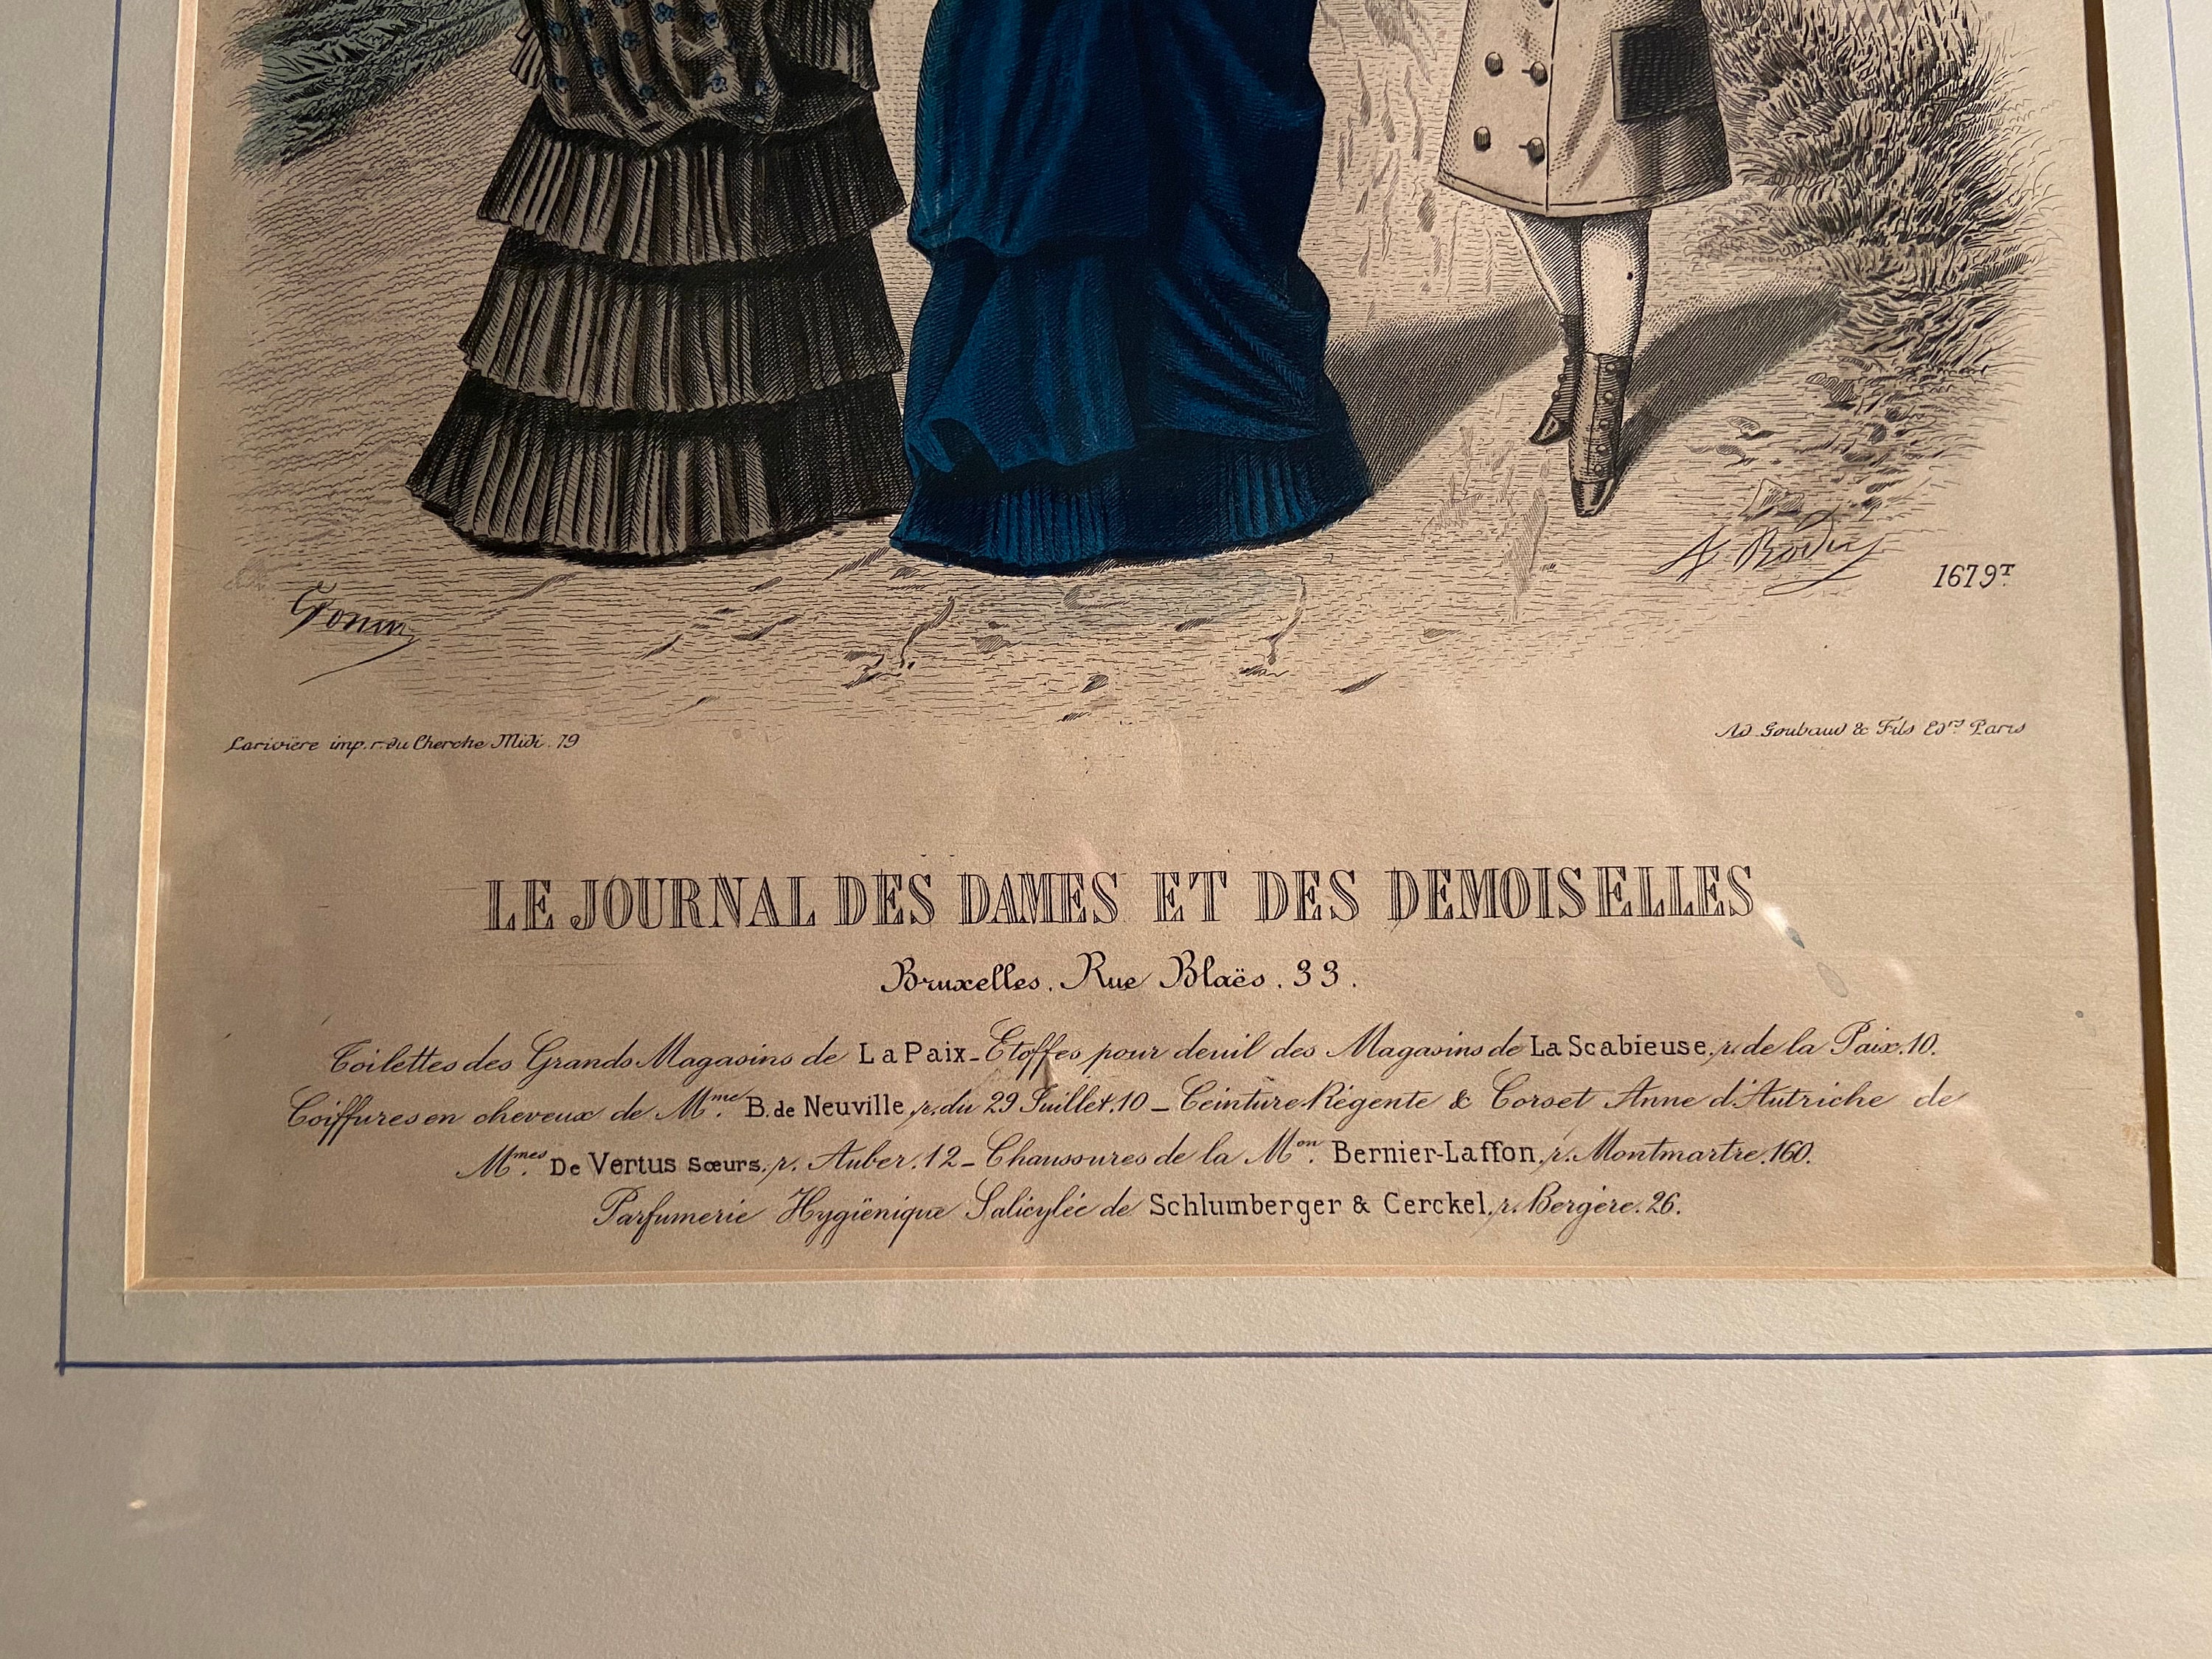 Gonin
A. Bodin
1679ᵀ
Larivière imp. r. du Cherche Midi. 19
Ad. Goubaud & Fils Edʳˢ Paris
LE JOURNAL DES DAMES ET DES DEMOISELLES
Bruxelles, Rue Blaës. 33.
Toilettes des Grands Magasins de La Paix - Etoffes pour deuil des Magasins de La Scabieuse, r. de la Paix. 10.
Coiffures en cheveux de Mᵐᵉ. B. de Neuville, r. du 29 Juillet. 10 - Ceinture Régente & Corset Anne d'Autriche de
Mᵐᵉˢ. De Vertus Sœurs, r. Auber. 12 - Chaussures de la Mᵒⁿ. Bernier-Laffon, r. Montmartre. 160.
Parfumerie Hygiënique Salicylée de Schlumberger & Cerckel, r. Bergère. 26.